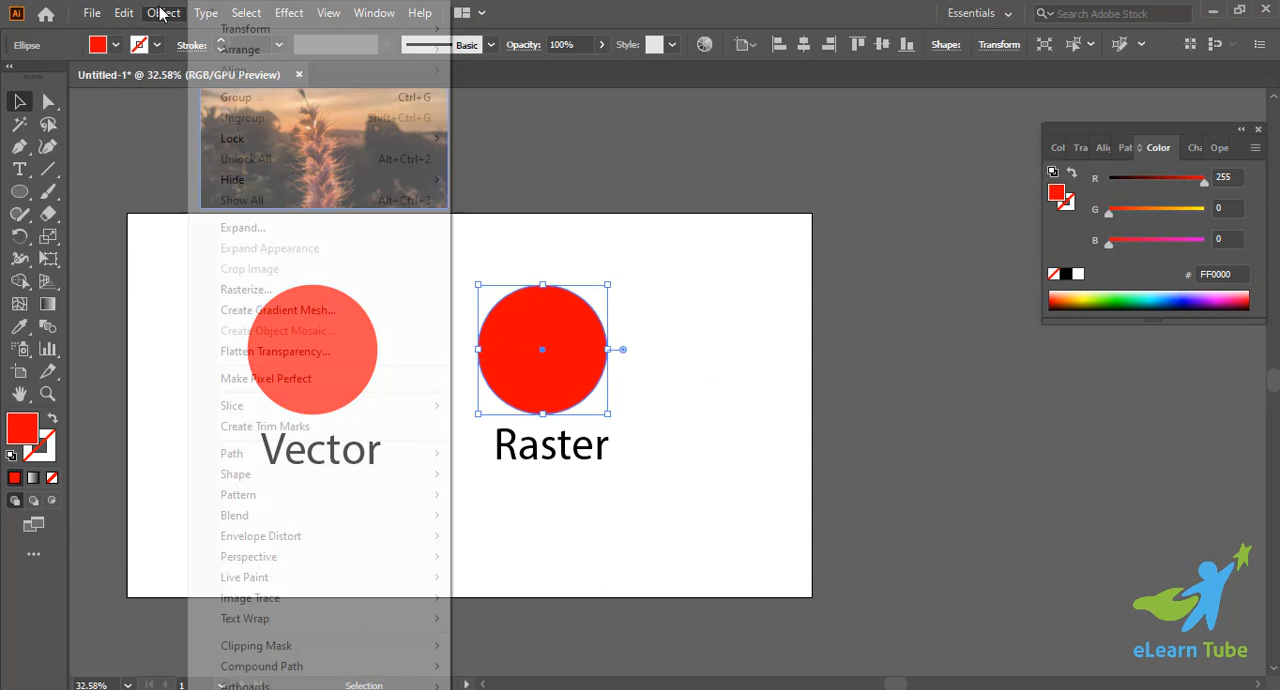 Ai File Edit Object Type Select Effect View Window Help Essentials Search Adobe Stock
Ellipse Stroke: Basic Opacity: 100% Style: Shape: Transform
Untitled-1* @ 32.58% (RGB/GPU Preview) ×
Transform
Arrange
Align
Group Ctrl+G
Ungroup Shift+Ctrl+G
Lock
Unlock All Alt+Ctrl+2
Hide
Show All Alt+Ctrl+3
Expand...
Expand Appearance
Crop Image
Rasterize...
Create Gradient Mesh...
Create Object Mosaic...
Flatten Transparency...
Make Pixel Perfect
Slice
Create Trim Marks
Path
Shape
Pattern
Blend
Envelope Distort
Perspective
Live Paint
Image Trace
Text Wrap
Clipping Mask
Compound Path
Artboards
Vector
Raster
Col Tra Ali Pat Color Cha Ope
R 255
G 0
B 0
# FF0000
eLearn Tube
32.58% 1 Selection